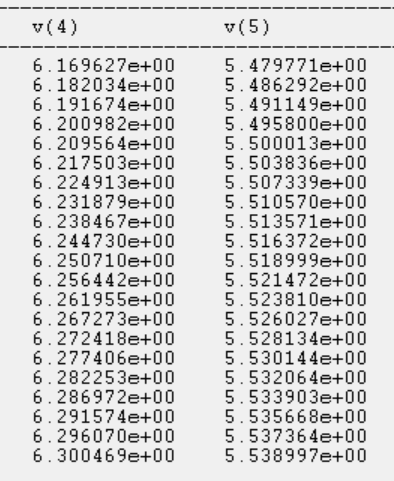 v(4) v(5)
6.169627e+00 5.479771e+00
6.182034e+00 5.486292e+00
6.191674e+00 5.491149e+00
6.200982e+00 5.495800e+00
6.209564e+00 5.500013e+00
6.217503e+00 5.503836e+00
6.224913e+00 5.507339e+00
6.231879e+00 5.510570e+00
6.238467e+00 5.513571e+00
6.244730e+00 5.516372e+00
6.250710e+00 5.518999e+00
6.256442e+00 5.521472e+00
6.261955e+00 5.523810e+00
6.267273e+00 5.526027e+00
6.272418e+00 5.528134e+00
6.277406e+00 5.530144e+00
6.282253e+00 5.532064e+00
6.286972e+00 5.533903e+00
6.291574e+00 5.535668e+00
6.296070e+00 5.537364e+00
6.300469e+00 5.538997e+00